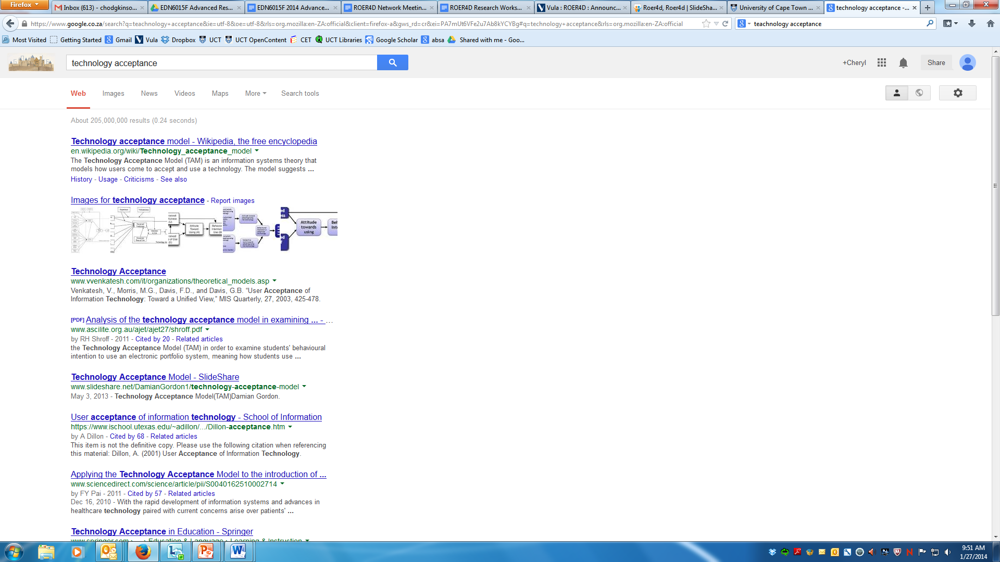 Firefox
Inbox (613) - chodgkinso...
EDN6015F Advanced Res...
EDN6015F 2014 Advance...
ROER4D Network Meetin...
ROER4D Research Works...
Vula : ROER4D : Announc...
Roer4d, Roer4d | SlideSha...
University of Cape Town ...
technology acceptance -...
https://www.google.co.za/search?q=teachnology+acceptance&ie=utf-8&oe=utf-8&rls=org.mozilla:en-ZA:official&client=firefox-a&gws_rd=cr&ei=PA7mUt6VFe2u7Ab8kYCYBg#q=technology+acceptance&rls=org.mozilla:en-ZA:official
teachnology acceptance
Most Visited Getting Started Gmail Vula Dropbox UCT UCT OpenContent CET UCT Libraries Google Scholar absa Shared with me - Goo...
technology acceptance
+Cheryl
Share
Web Images News Videos Maps More Search tools
About 205,000,000 results (0.24 seconds)
Technology acceptance model - Wikipedia, the free encyclopedia
en.wikipedia.org/wiki/Technology_acceptance_model
The Technology Acceptance Model (TAM) is an information systems theory that
models how users come to accept and use a technology. The model suggests ...
History - Usage - Criticisms - See also
Images for technology acceptance - Report images
Attitude
Toward
Using (A)
Attitude
towards
using
Technology Acceptance
www.vvenkatesh.com/it/organizations/theoretical_models.asp
Venkatesh, V., Morris, M.G., Davis, F.D., and Davis, G.B. “User Acceptance of
Information Technology: Toward a Unified View,” MIS Quarterly, 27, 2003, 425-478.
[PDF] Analysis of the technology acceptance model in examining ... - ...
www.ascilite.org.au/ajet/ajet27/shroff.pdf
by RH Shroff - 2011 - Cited by 20 - Related articles
the Technology Acceptance Model (TAM) in order to examine students' behavioural
intention to use an electronic portfolio system, meaning how students use ...
Technology Acceptance Model - SlideShare
www.slideshare.net/DamianGordon1/technology-acceptance-model
May 3, 2013 - Technology Acceptance Model(TAM)Damian Gordon.
User acceptance of information technology - School of Information
https://www.ischool.utexas.edu/~adillon/.../Dillon-acceptance.htm
by A Dillon - Cited by 68 - Related articles
This item is not the definitive copy. Please use the following citation when referencing
this material: Dillon, A. (2001) User Acceptance of Information Technology.
Applying the Technology Acceptance Model to the introduction of ...
www.sciencedirect.com/science/article/pii/S0040162510002714
by FY Pai - 2011 - Cited by 57 - Related articles
Dec 16, 2010 - With the rapid development of information systems and advances in
healthcare technology paired with current concerns arise over patients' ...
Technology Acceptance in Education - Springer
www.springer.com › ... › Education & Language › Learning & Instruction
9:51 AM
1/27/2014